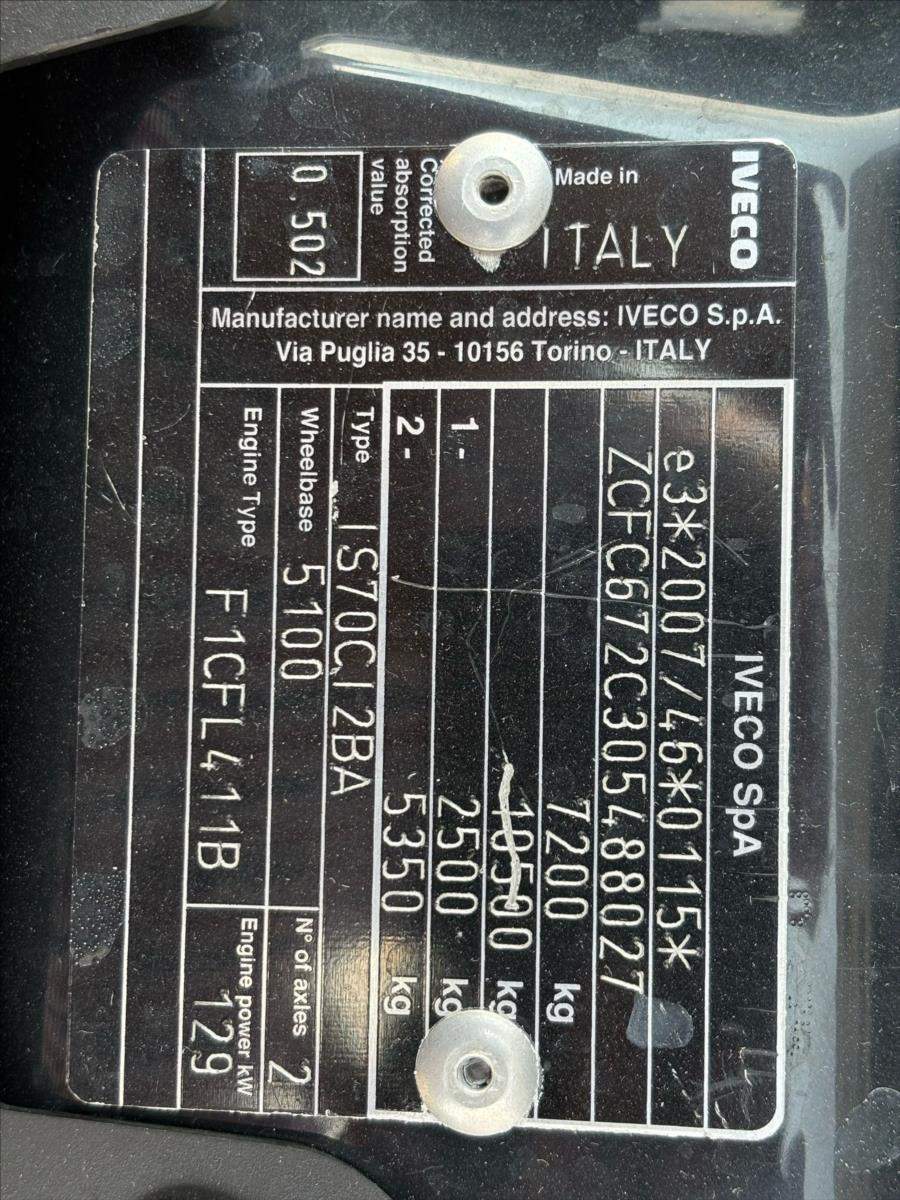 IVECO SpA
e3*2007/46*0115*
ZCFC672C305488027
7200 kg
10500 kg
1- 2500 kg
2- 5350 kg
Type IS70CI2BA
Wheelbase 5100
N° of axles 2
Engine Type F1CFL411B
Engine power kW 129
Manufacturer name and address: IVECO S.p.A.
Via Puglia 35 - 10156 Torino - ITALY
IVECO
Made in
ITALY
Corrected
absorption
value
0.502